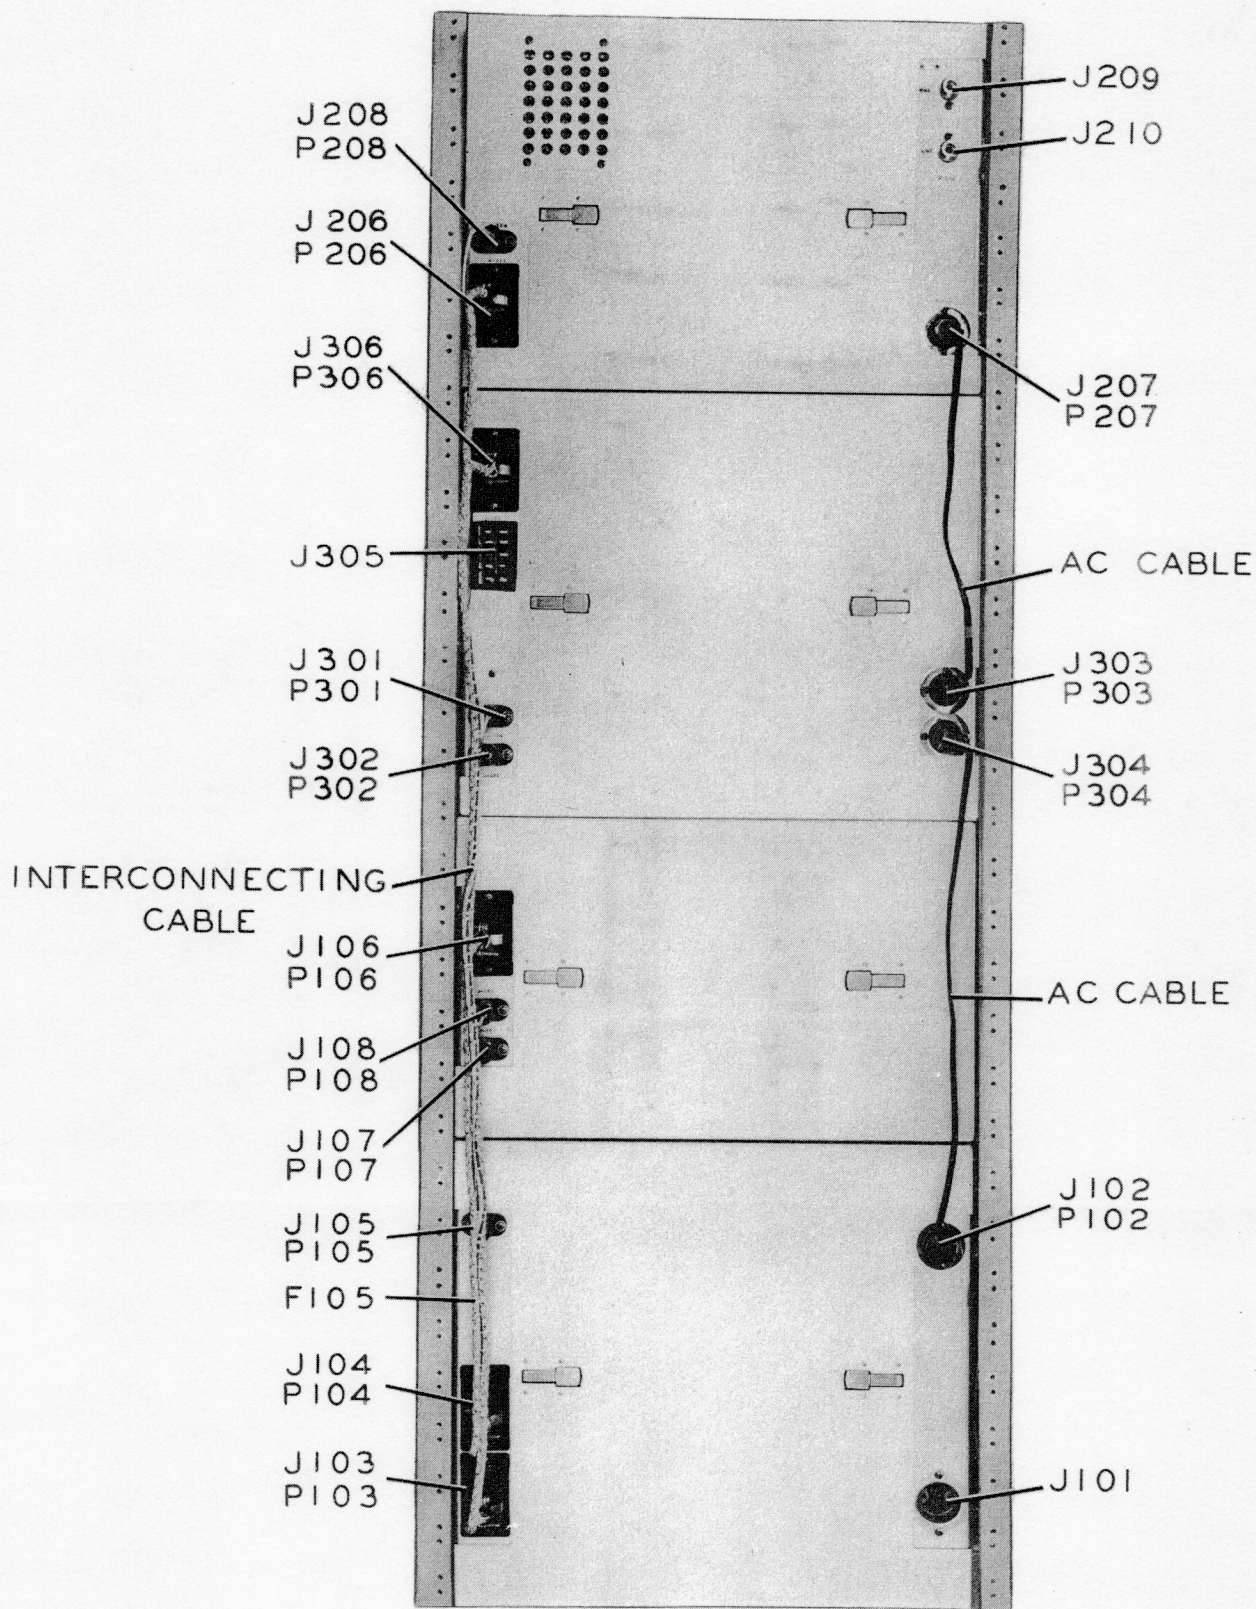 J209
J208
P208
J210
J206
P206
J306
P306
J207
P207
J305
AC CABLE
J301
P301
J303
P303
J302
P302
J304
P304
INTERCONNECTING
CABLE
J106
P106
AC CABLE
J108
P108
J107
P107
J102
P102
J105
P105
F105
J104
P104
J103
P103
J101